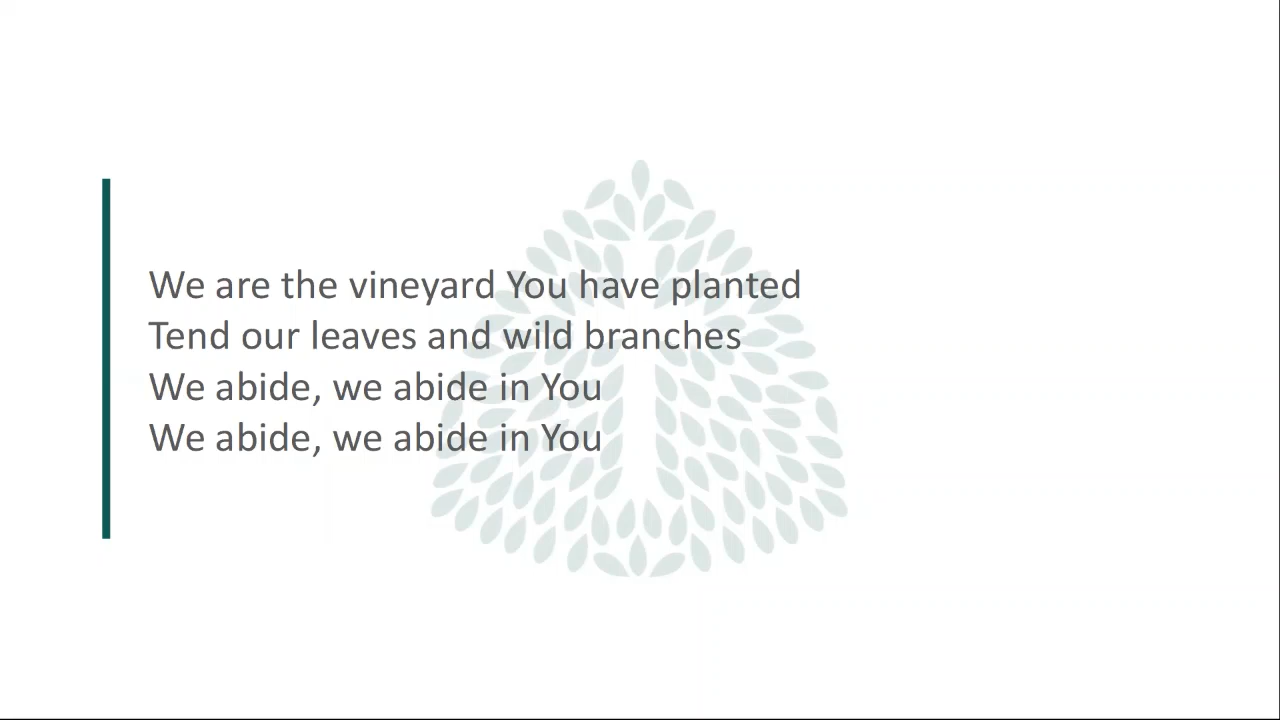 We are the vineyard You have planted
Tend our leaves and wild branches
We abide, we abide in You
We abide, we abide in You